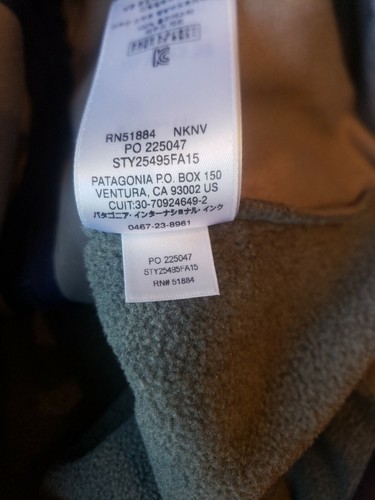 RN51884 NKNV
PO 225047
STY25495FA15
PATAGONIA P.O. BOX 150
VENTURA, CA 93002 US
CUIT:30-70924649-2
パタゴニア・インターナショナル・インク
0467-23-8961
PO 225047
STY25495FA15
RN# 51884